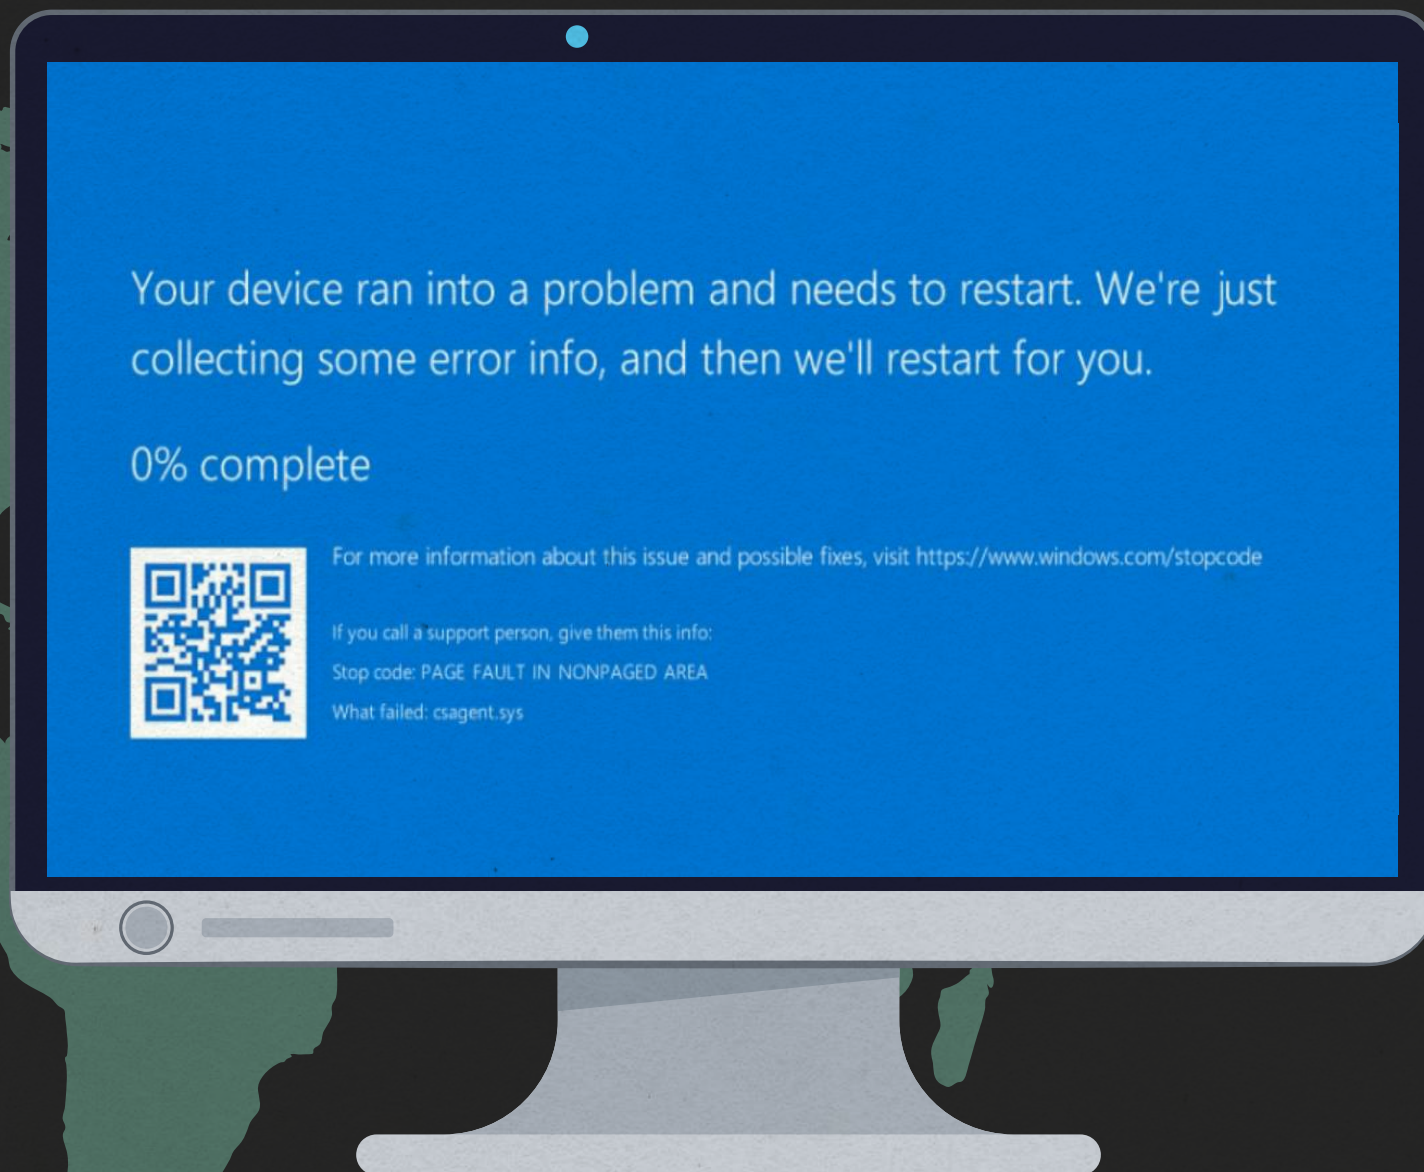 Your device ran into a problem and needs to restart. We're just
collecting some error info, and then we'll restart for you.
0% complete
For more information about this issue and possible fixes, visit https://www.windows.com/stopcode
If you call a support person, give them this info:
Stop code: PAGE FAULT IN NONPAGED AREA
What failed: csagent.sys